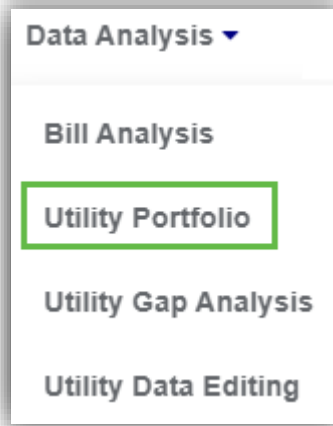 Data Analysis
Bill Analysis
Utility Portfolio
Utility Gap Analysis
Utility Data Editing